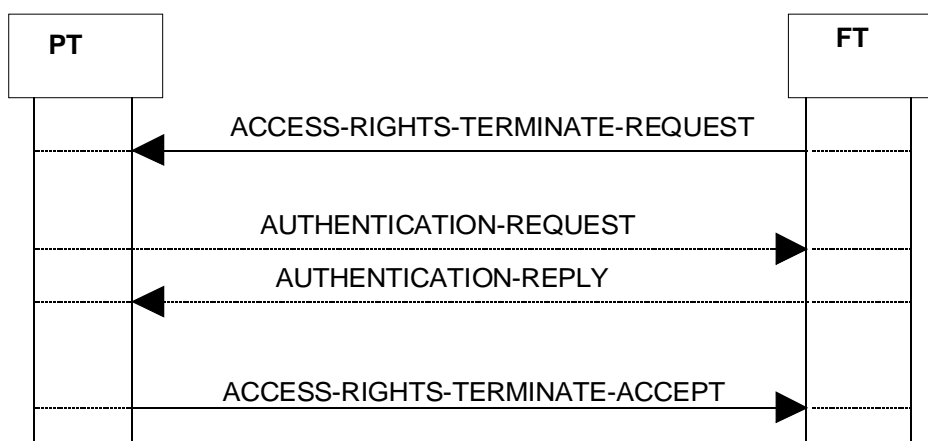 PT
FT
ACCESS-RIGHTS-TERMINATE-REQUEST
AUTHENTICATION-REQUEST
AUTHENTICATION-REPLY
ACCESS-RIGHTS-TERMINATE-ACCEPT